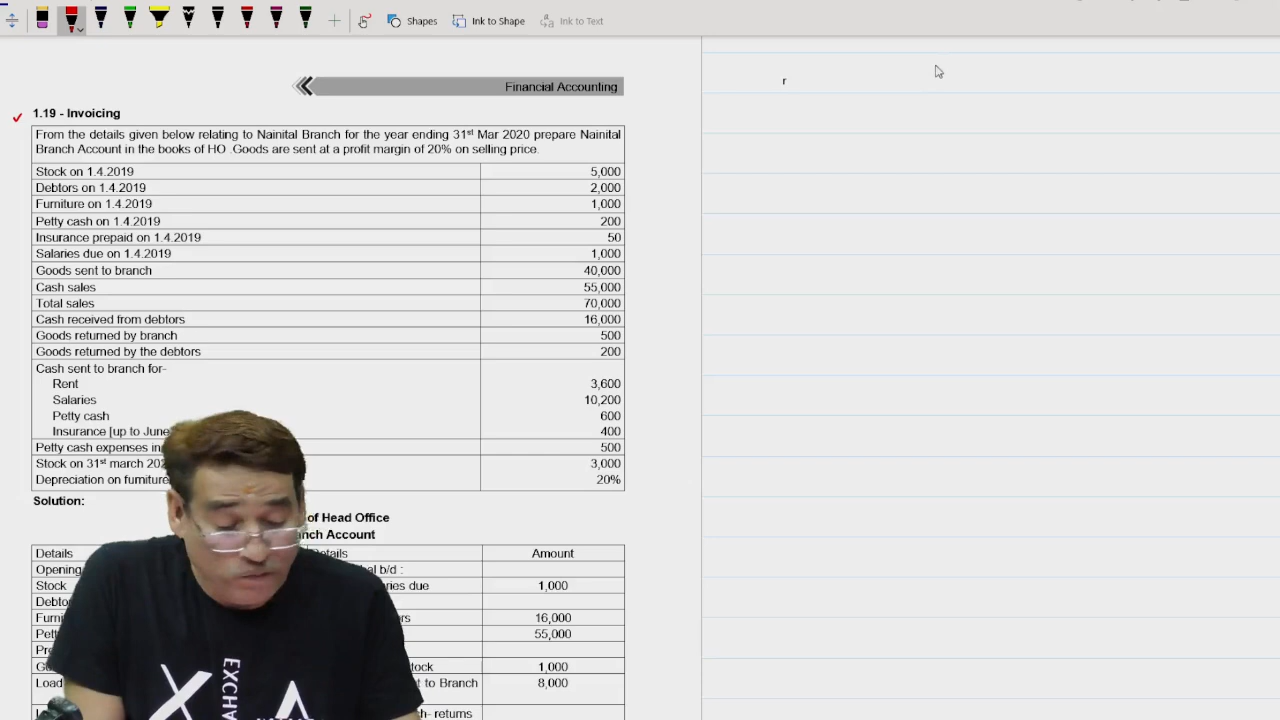 Shapes
Ink to Shape
Ink to Text
Financial Accounting
r
1.19 - Invoicing
From the details given below relating to Nainital Branch for the year ending 31st Mar 2020 prepare Nainital
Branch Account in the books of HO Goods are sent at a profit margin of 20% on selling price.
Stock on 1.4.2019 5,000
Debtors on 1.4.2019 2,000
Furniture on 1.4.2019 1,000
Petty cash on 1.4.2019 200
Insurance prepaid on 1.4.2019 50
Salaries due on 1.4.2019 1,000
Goods sent to branch 40,000
Cash sales 55,000
Total sales 70,000
Cash received from debtors 16,000
Goods returned by branch 500
Goods returned by the debtors 200
Cash sent to branch for-
Rent 3,600
Salaries 10,200
Petty cash 600
Insurance [up to June 400
Petty cash expenses 500
Stock on 31st march 3,000
Depreciation on furniture 20%
Solution:
of Head Office
Account
Details Details Amount
Opening b/d :
Stock due 1,000
16,000
55,000
1,000
Load to Branch 8,000
returns
EXCHA